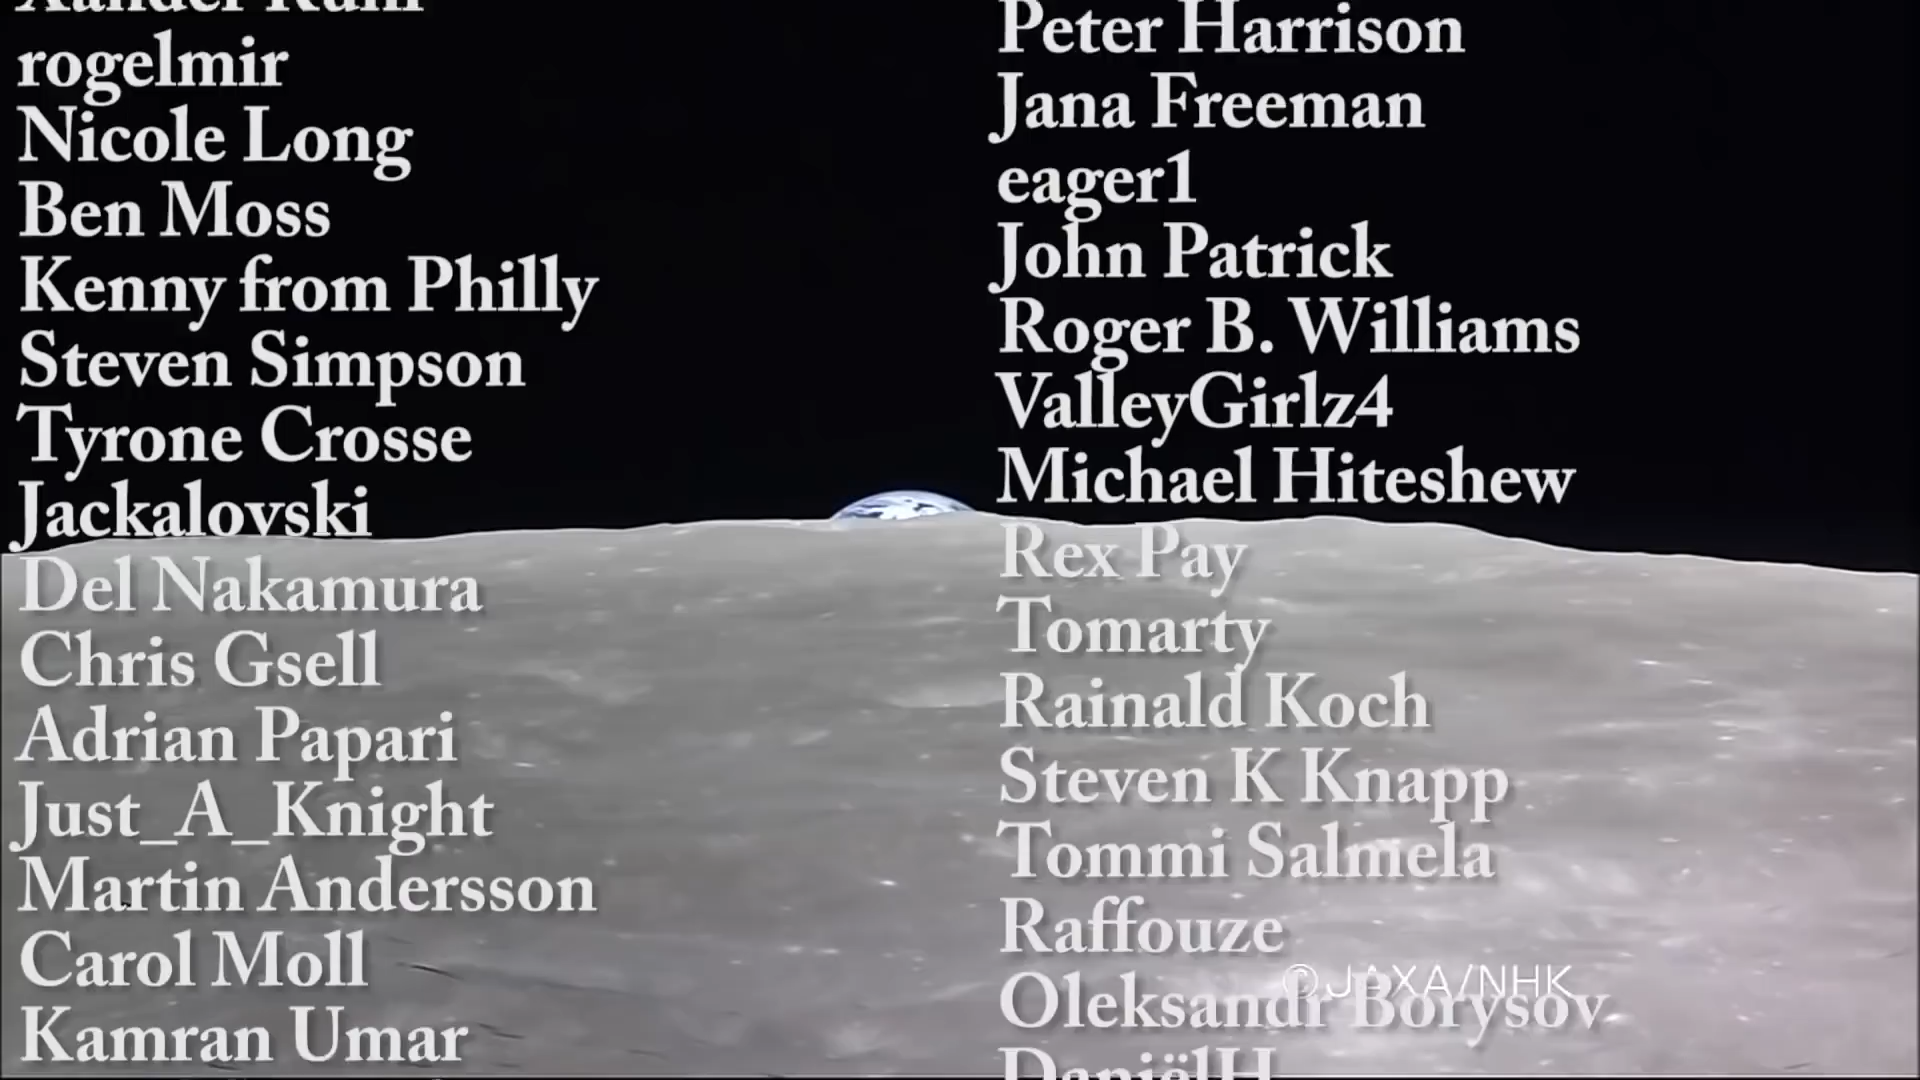 rogelmir
Nicole Long
Ben Moss
Kenny from Philly
Steven Simpson
Tyrone Crosse
Jackalovski
Del Nakamura
Chris Gsell
Adrian Papari
Just_A_Knight
Martin Andersson
Carol Moll
Kamran Umar
Peter Harrison
Jana Freeman
eager1
John Patrick
Roger B. Williams
ValleyGirlz4
Michael Hiteshew
Rex Pay
Tomarty
Rainald Koch
Steven K Knapp
Tommi Salmela
Raffouze
©JAXA/NHK
Oleksandr Borysov
DaniëlH